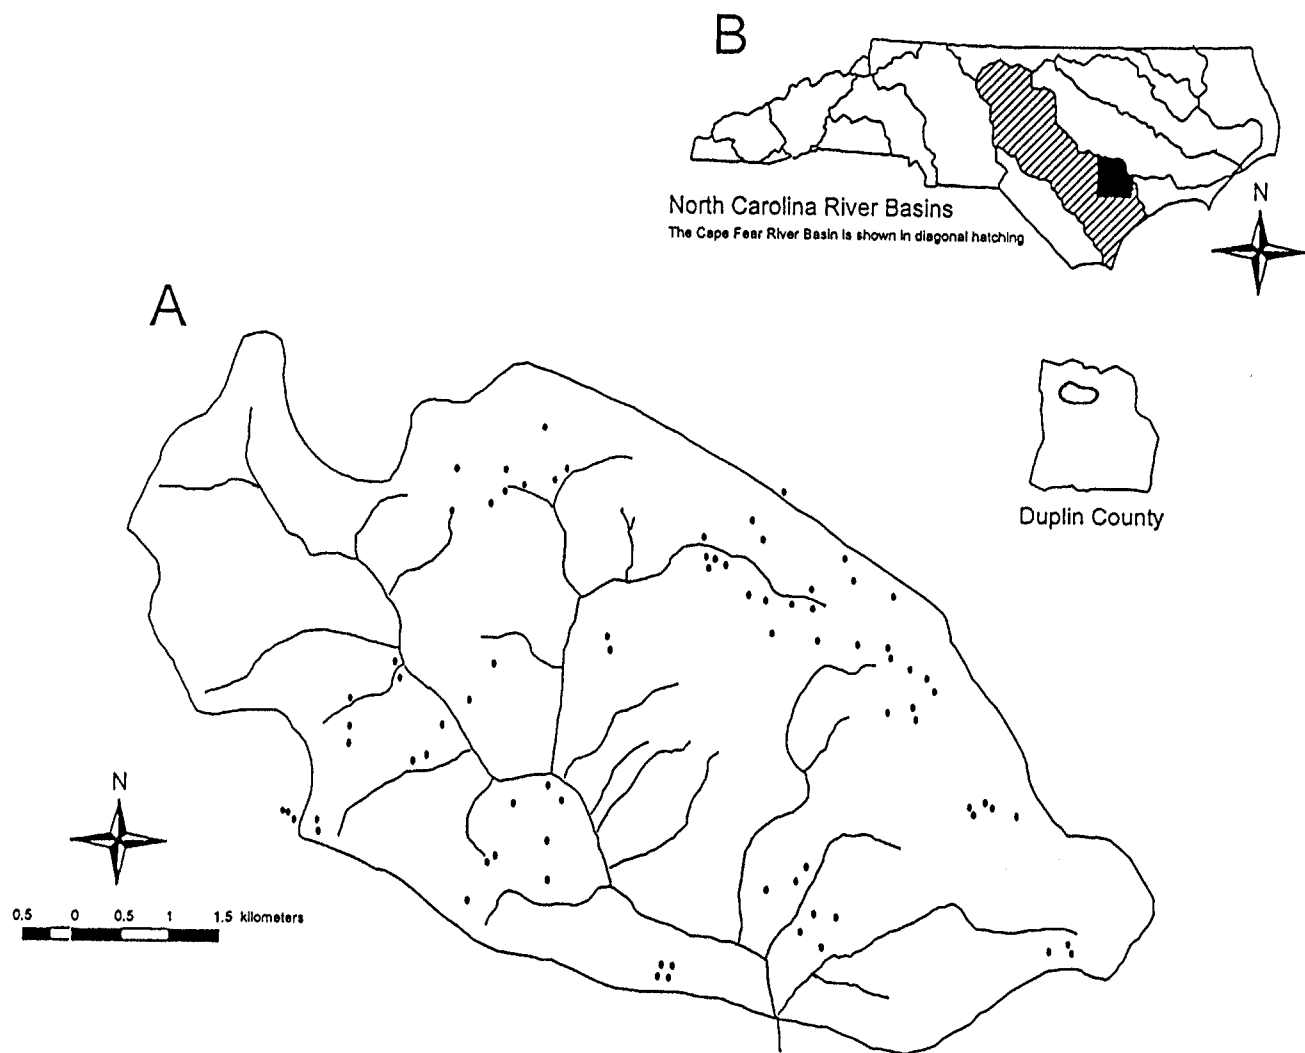 B
North Carolina River Basins
The Cape Fear River Basin is shown in diagonal hatching
N
A
Duplin County
N
0.5 0 0.5 1 1.5 kilometers